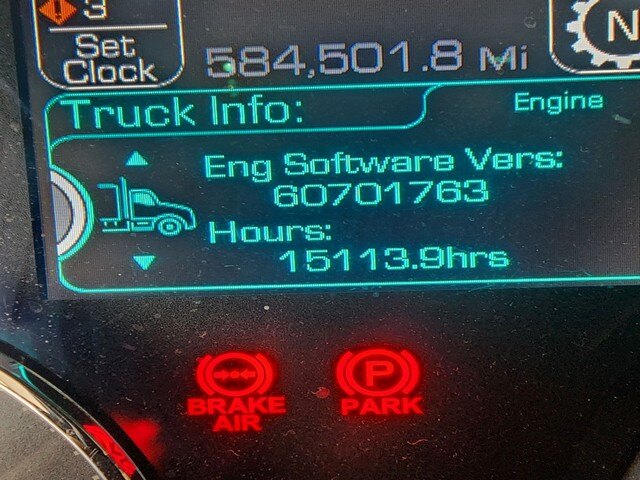 3
Set
Clock
584,501.8 Mi
N
Truck Info:
Engine
Eng Software Vers:
60701763
Hours:
15113.9hrs
P
BRAKE
AIR
PARK